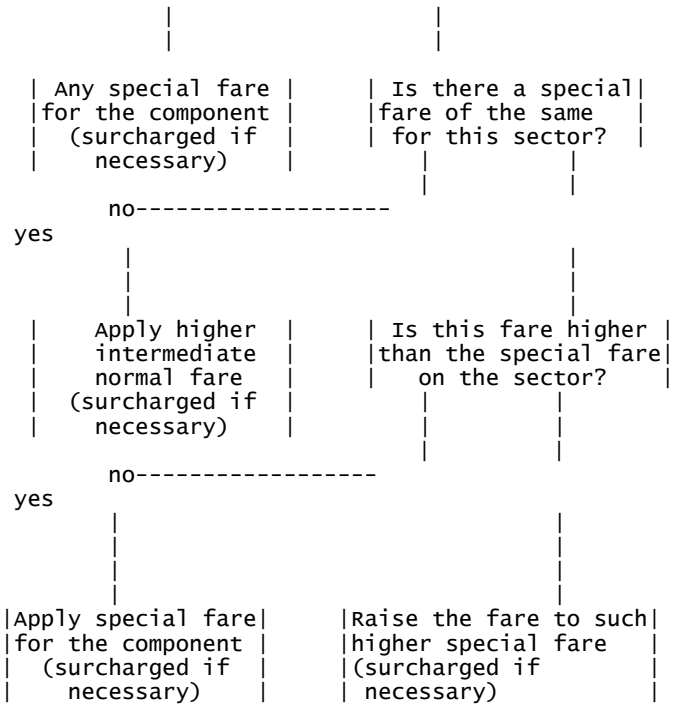 | Any special fare | | Is there a special|
|for the component | |fare of the same |
| (surcharged if | | for this sector? |
| necessary) |
no-------------------
yes
| Apply higher | | Is this fare higher |
| intermediate | |than the special fare|
| normal fare | | on the sector? |
| (surcharged if |
| necessary) |
no------------------
yes
|Apply special fare| |Raise the fare to such|
|for the component | |higher special fare |
| (surcharged if | |(surcharged if |
| necessary) | | necessary) |